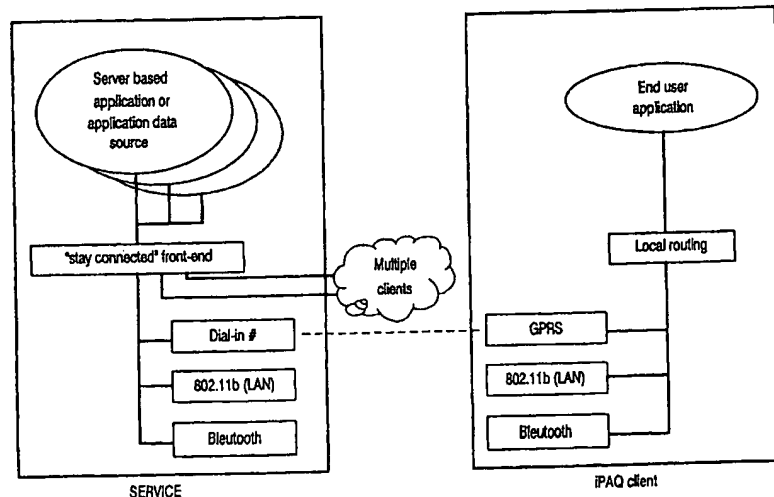 Server based
application or
application data
source
End user
application
"stay connected" front-end
Multiple
clients
Local routing
Dial-in #
GPRS
802.11b (LAN)
802.11b (LAN)
Bleutooth
Bleutooth
SERVICE
iPAQ client